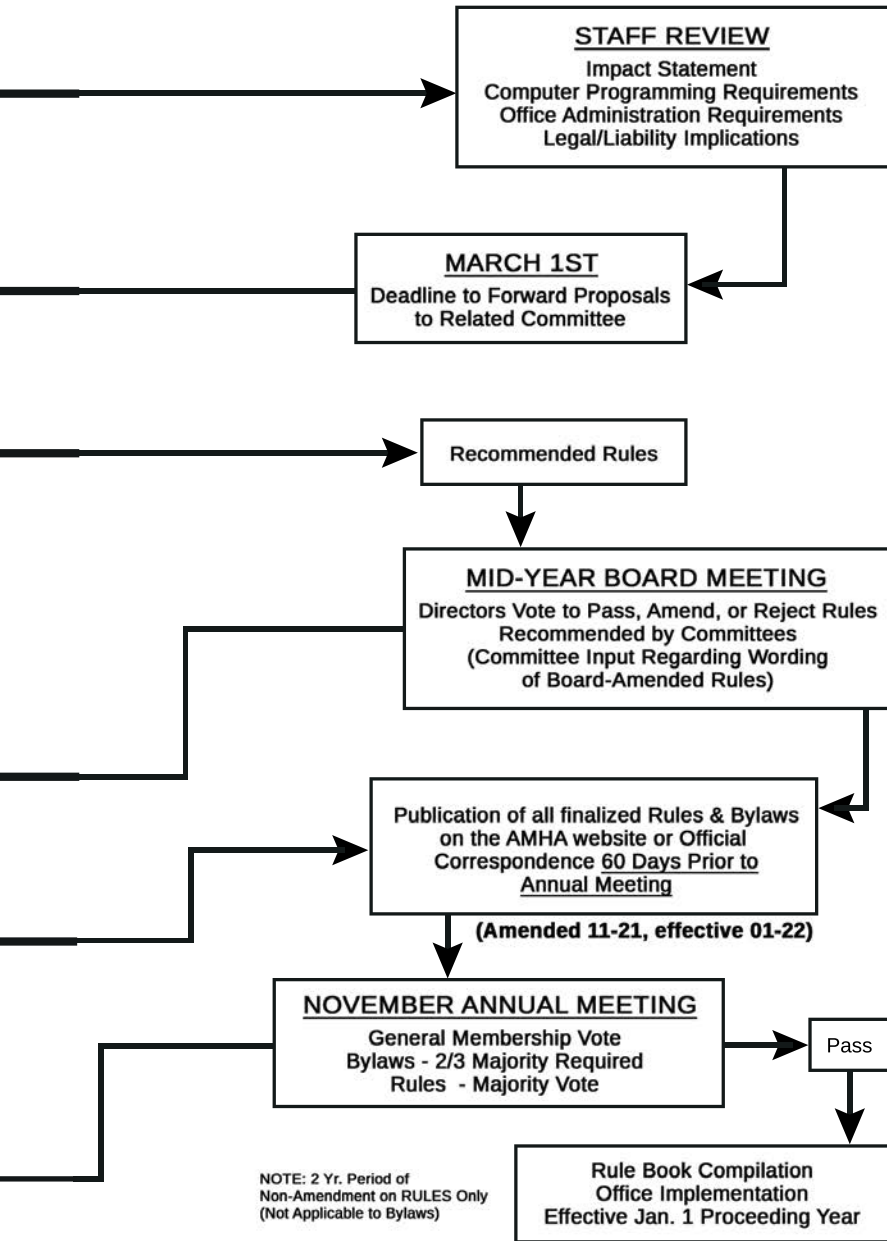 STAFF REVIEW
Impact Statement
Computer Programming Requirements
Office Administration Requirements
Legal/Liability Implications
MARCH 1ST
Deadline to Forward Proposals
to Related Committee
Recommended Rules
MID-YEAR BOARD MEETING
Directors Vote to Pass, Amend, or Reject Rules
Recommended by Committees
(Committee Input Regarding Wording
of Board-Amended Rules)
Publication of all finalized Rules & Bylaws
on the AMHA website or Official
Correspondence 60 Days Prior to
Annual Meeting
(Amended 11-21, effective 01-22)
NOVEMBER ANNUAL MEETING
General Membership Vote
Bylaws - 2/3 Majority Required
Rules - Majority Vote
Pass
NOTE: 2 Yr. Period of
Non-Amendment on RULES Only
(Not Applicable to Bylaws)
Rule Book Compilation
Office Implementation
Effective Jan. 1 Proceeding Year